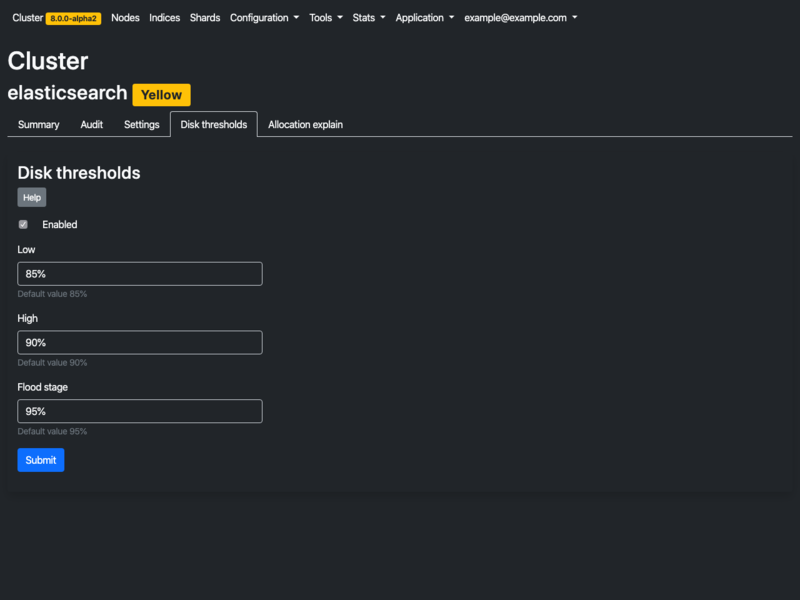 Cluster 8.0.0-alpha2 Nodes Indices Shards Configuration Tools Stats Application example@example.com
Cluster
elasticsearch Yellow
Summary Audit Settings Disk thresholds Allocation explain
Disk thresholds
Help
Enabled
Low
85%
Default value 85%
High
90%
Default value 90%
Flood stage
95%
Default value 95%
Submit